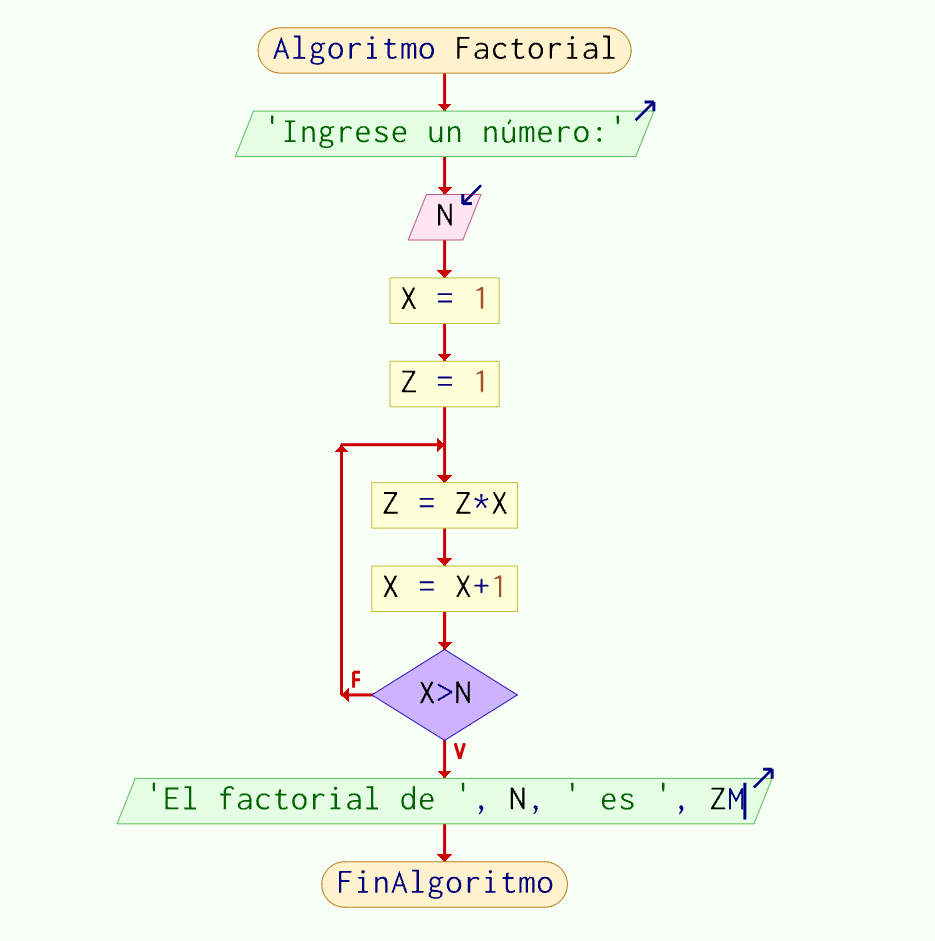 Algoritmo Factorial
'Ingrese un número:'
N
X = 1
Z = 1
Z = Z*X
X = X+1
F
X>N
V
'El factorial de ', N, ' es ', ZM
FinAlgoritmo